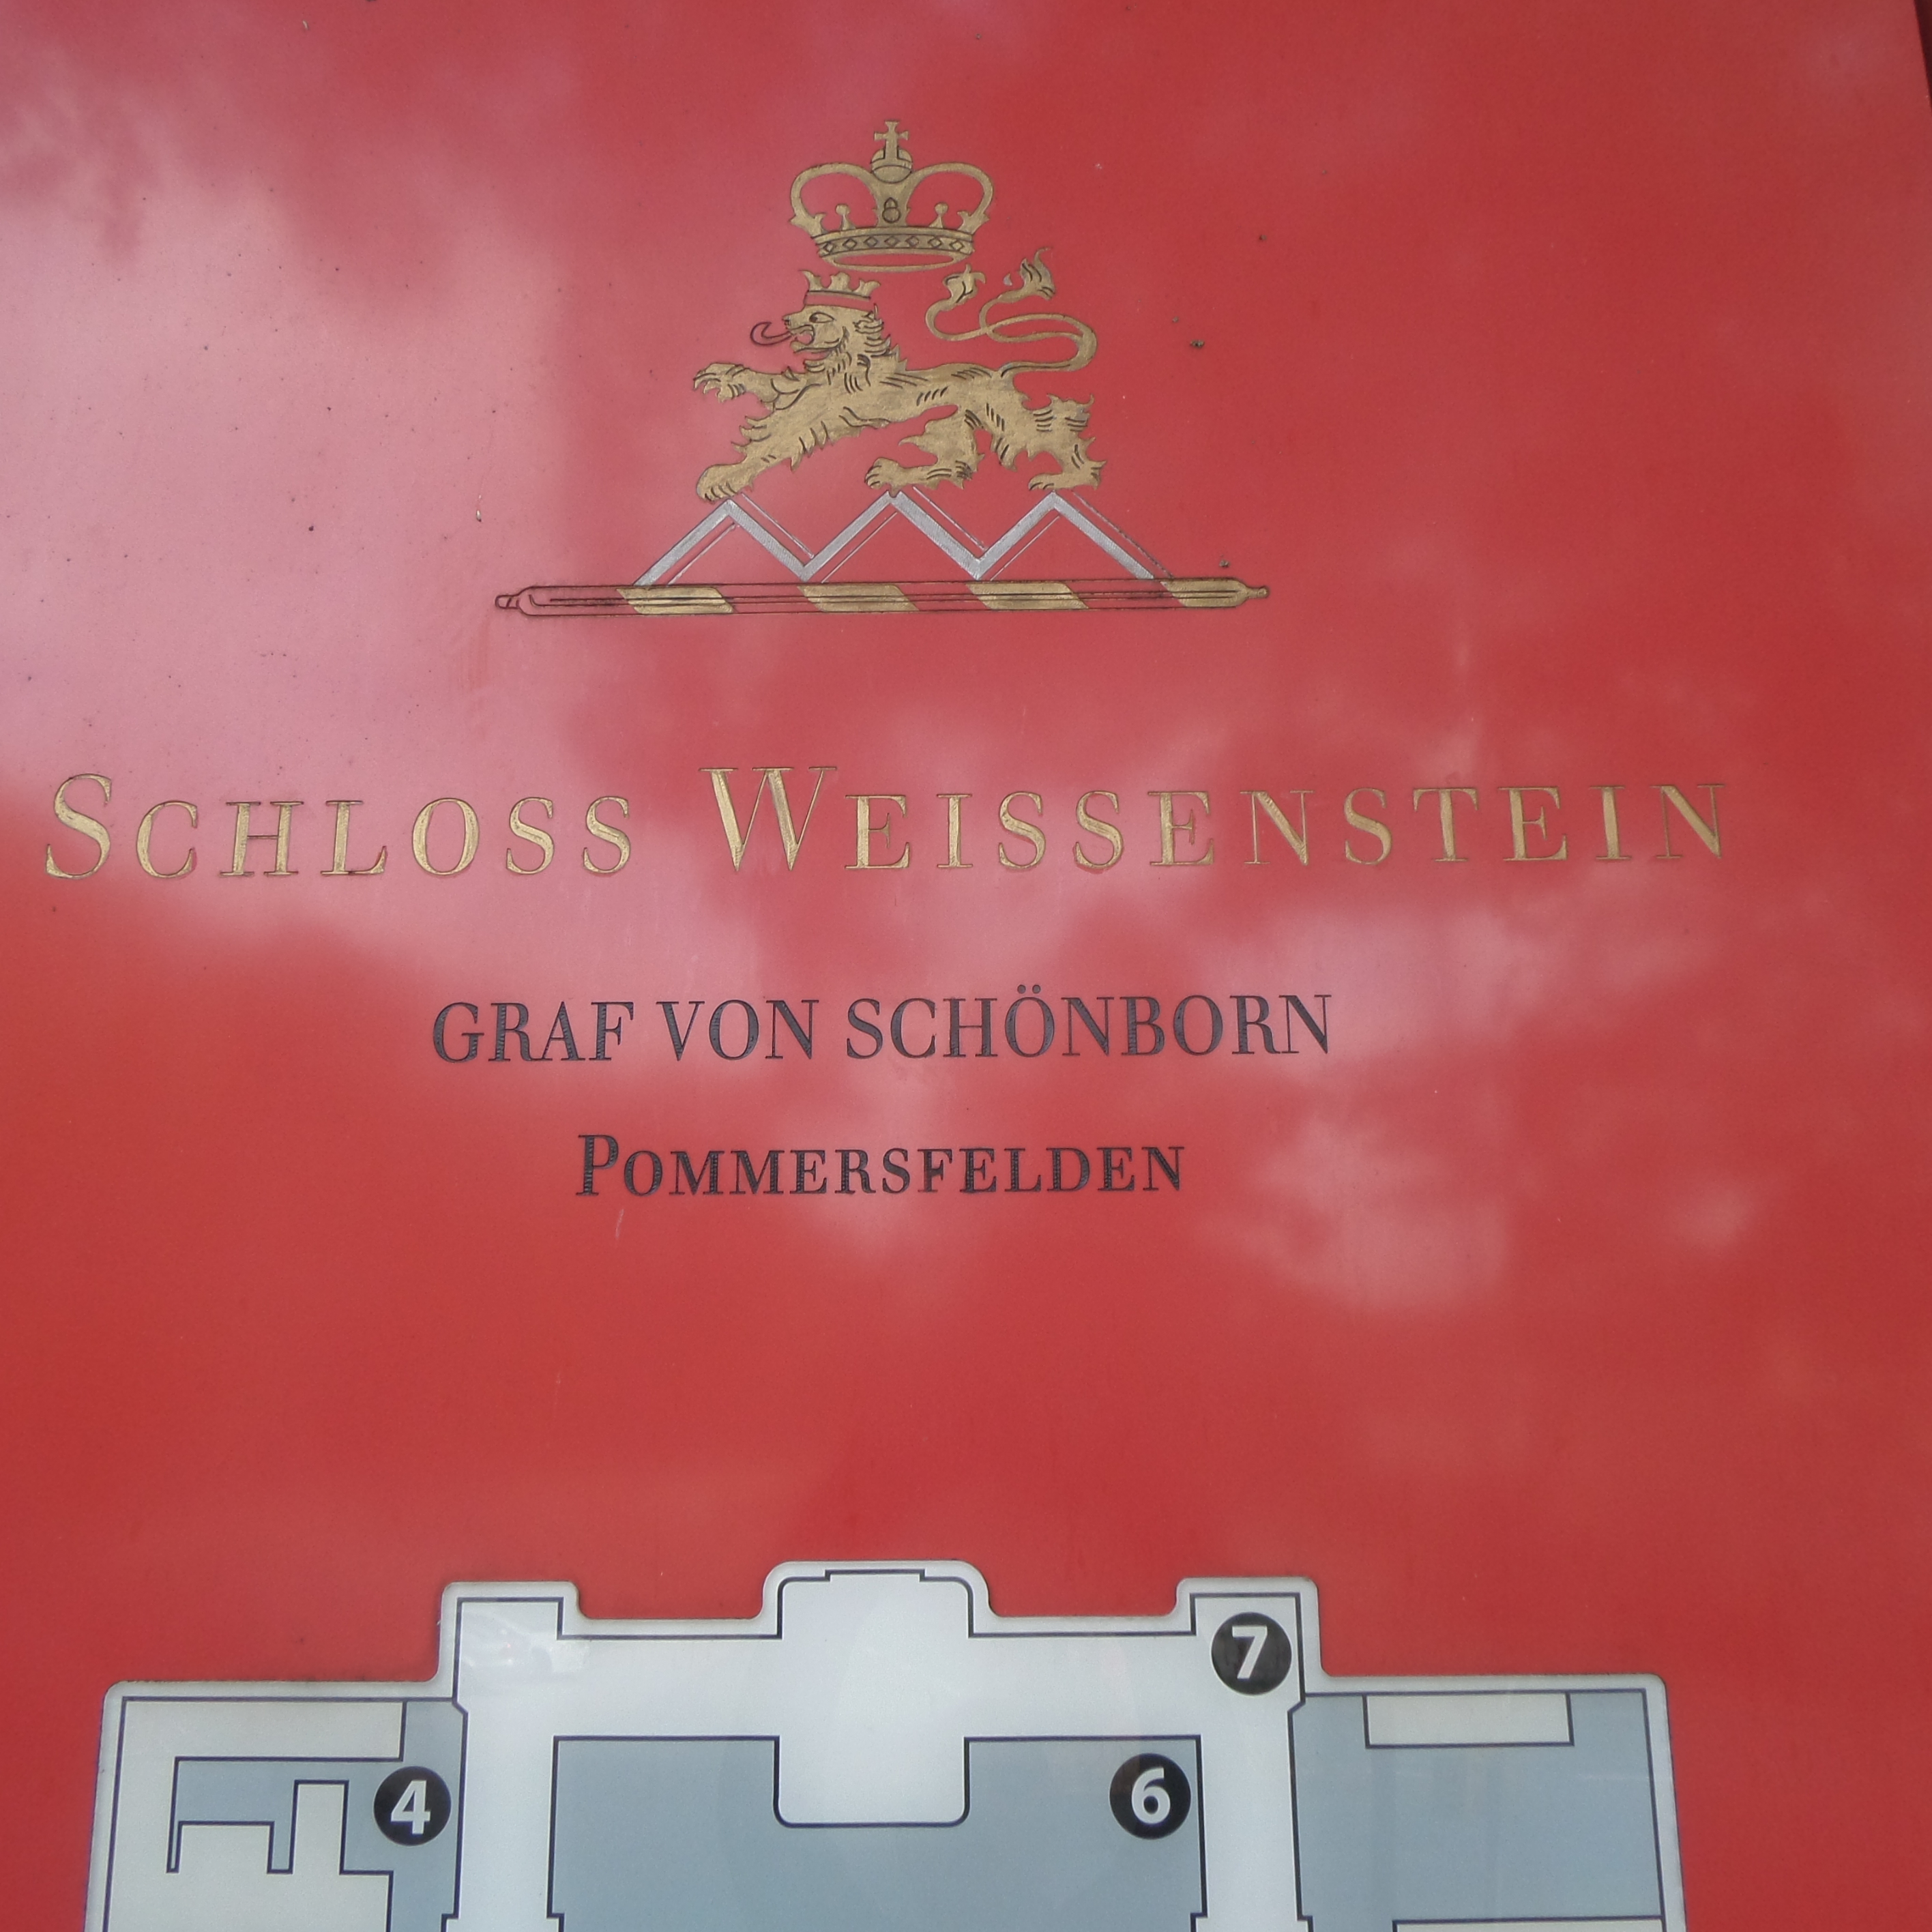 SCHLOSS WEISSENSTEIN
GRAF VON SCHÖNBORN
POMMERSFELDEN
7
4
6